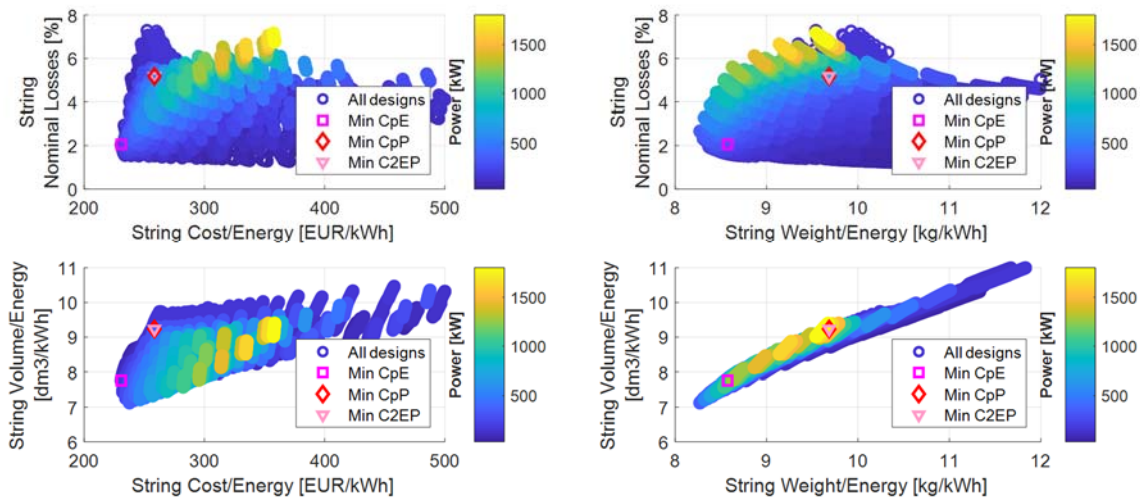 8
6
4
2
0
String
Nominal Losses [%]
200
300
400
500
String Cost/Energy [EUR/kWh]
All designs
Min CpE
Min CpP
Min C2EP
Power [kW]
1500
1000
500
8
6
4
2
0
String
Nominal Losses [%]
8
9
10
11
12
String Weight/Energy [kg/kWh]
All designs
Min CpE
Min CpP
Min C2EP
Power [kW]
1500
1000
500
11
10
9
8
7
6
String Volume/Energy
[dm3/kWh]
200
300
400
500
String Cost/Energy [EUR/kWh]
All designs
Min CpE
Min CpP
Min C2EP
Power [kW]
1500
1000
500
11
10
9
8
7
6
String Volume/Energy
[dm3/kWh]
8
9
10
11
12
String Weight/Energy [kg/kWh]
All designs
Min CpE
Min CpP
Min C2EP
Power [kW]
1500
1000
500